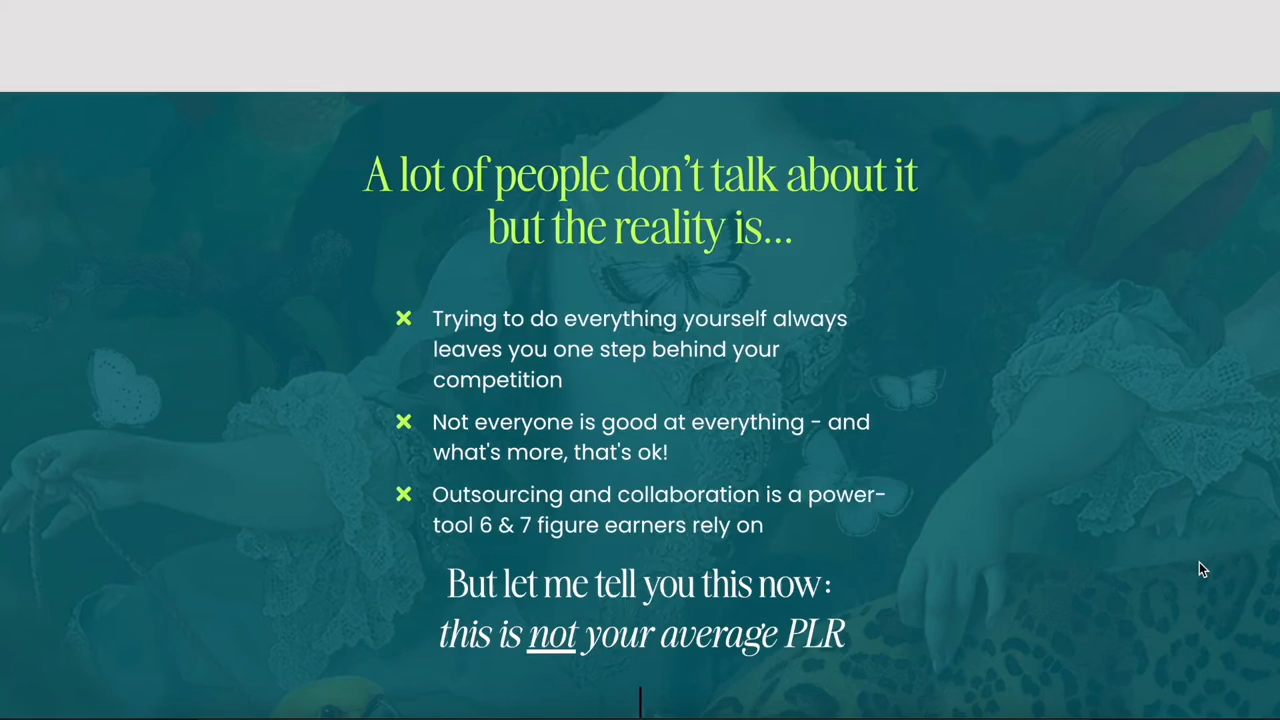 A lot of people don’t talk about it
but the reality is...
Trying to do everything yourself always
leaves you one step behind your
competition
Not everyone is good at everything - and
what's more, that's ok!
Outsourcing and collaboration is a power-
tool 6 & 7 figure earners rely on
But let me tell you this now:
this is not your average PLR